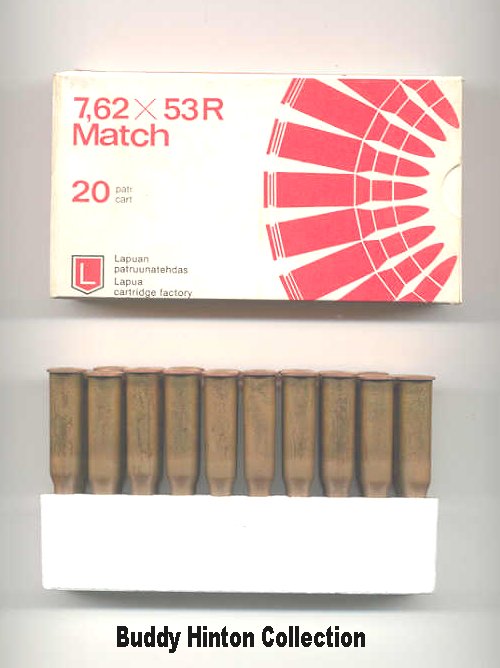 7,62 × 53 R
Match
20 patr
cart
L
Lapuan
patruunatehdas
Lapua
cartridge factory
Buddy Hinton Collection